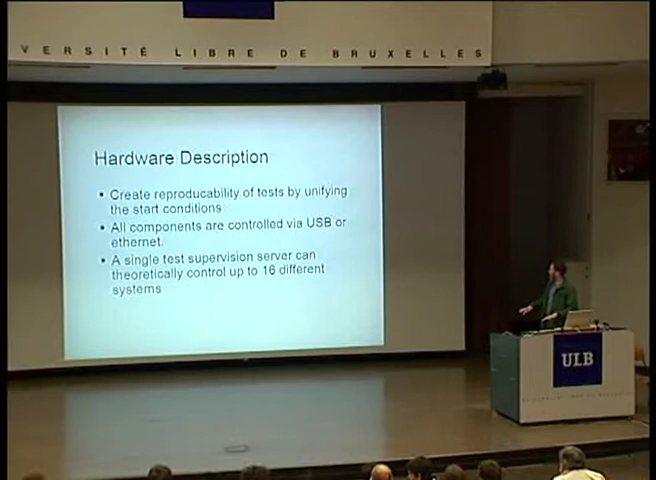 VERSITÉ LIBRE DE BRUXELLES
Hardware Description
• Create reproducability of tests by unifying
the start conditions
• All components are controlled via USB or
ethernet.
• A single test supervision server can
theoretically control up to 16 different
systems
ULB